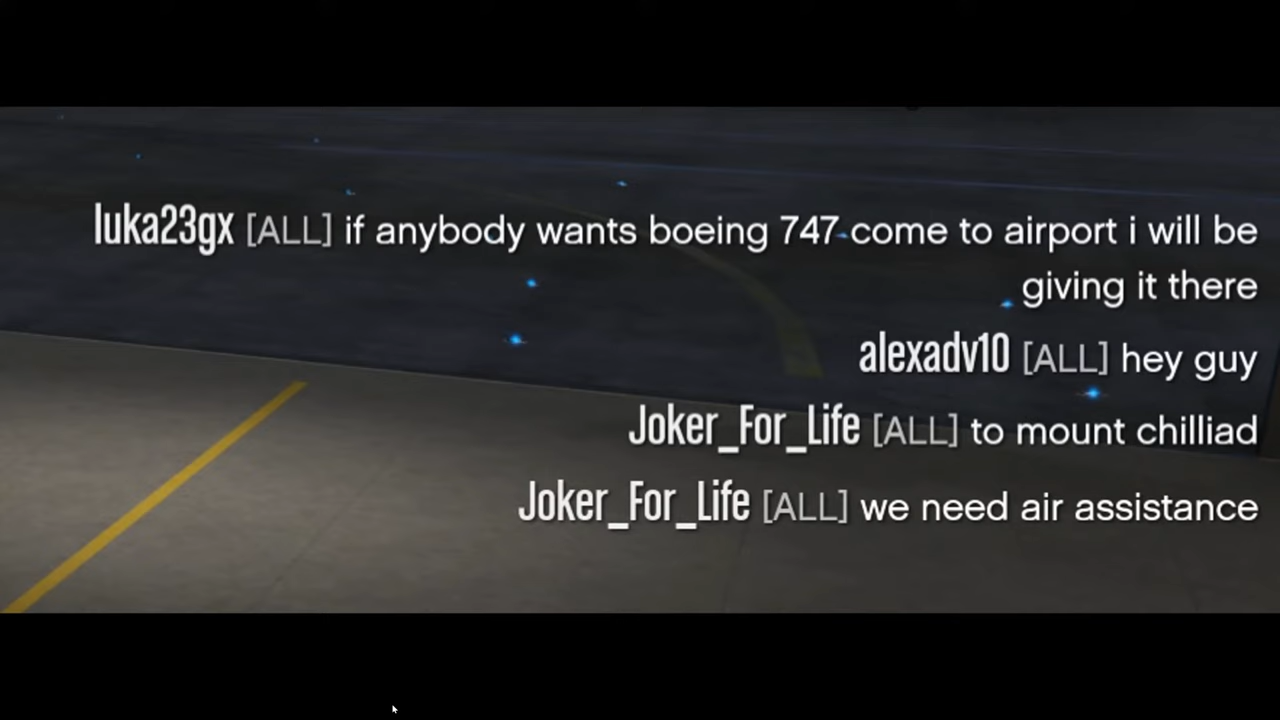 luka23gx [ALL] if anybody wants boeing 747 come to airport i will be
giving it there
alexadv10 [ALL] hey guy
Joker_For_Life [ALL] to mount chilliad
Joker_For_Life [ALL] we need air assistance